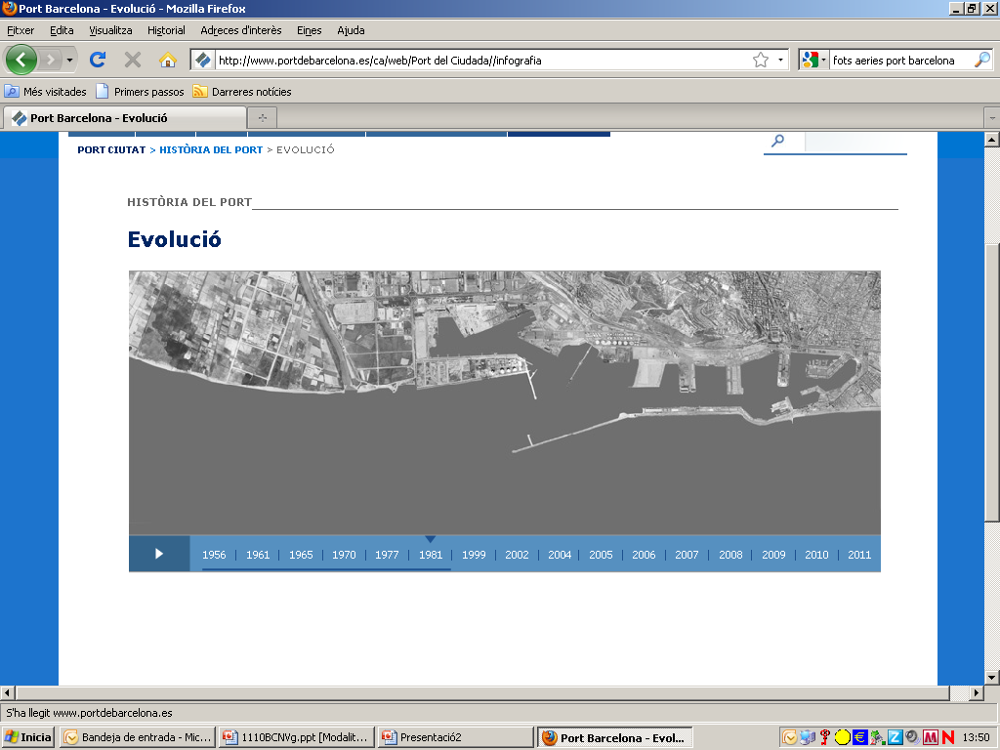 Port Barcelona - Evolució - Mozilla Firefox
Fitxer Edita Visualitza Historial Adreces d'interès Eines Ajuda
http://www.portdebarcelona.es/ca/web/Port del Ciudada//infografia
fots aeries port barcelona
Més visitades Primers passos Darreres notícies
Port Barcelona - Evolució
PORT CIUTAT > HISTÒRIA DEL PORT > EVOLUCIÓ
HISTÒRIA DEL PORT
Evolució
1956 | 1961 | 1965 | 1970 | 1977 | 1981 | 1999 | 2002 | 2004 | 2005 | 2006 | 2007 | 2008 | 2009 | 2010 | 2011
S'ha llegit www.portdebarcelona.es
Inicia Bandeja de entrada - Mic... 1110BCNVg.ppt [Modalit... Presentació2 Port Barcelona - Evol... 13:50